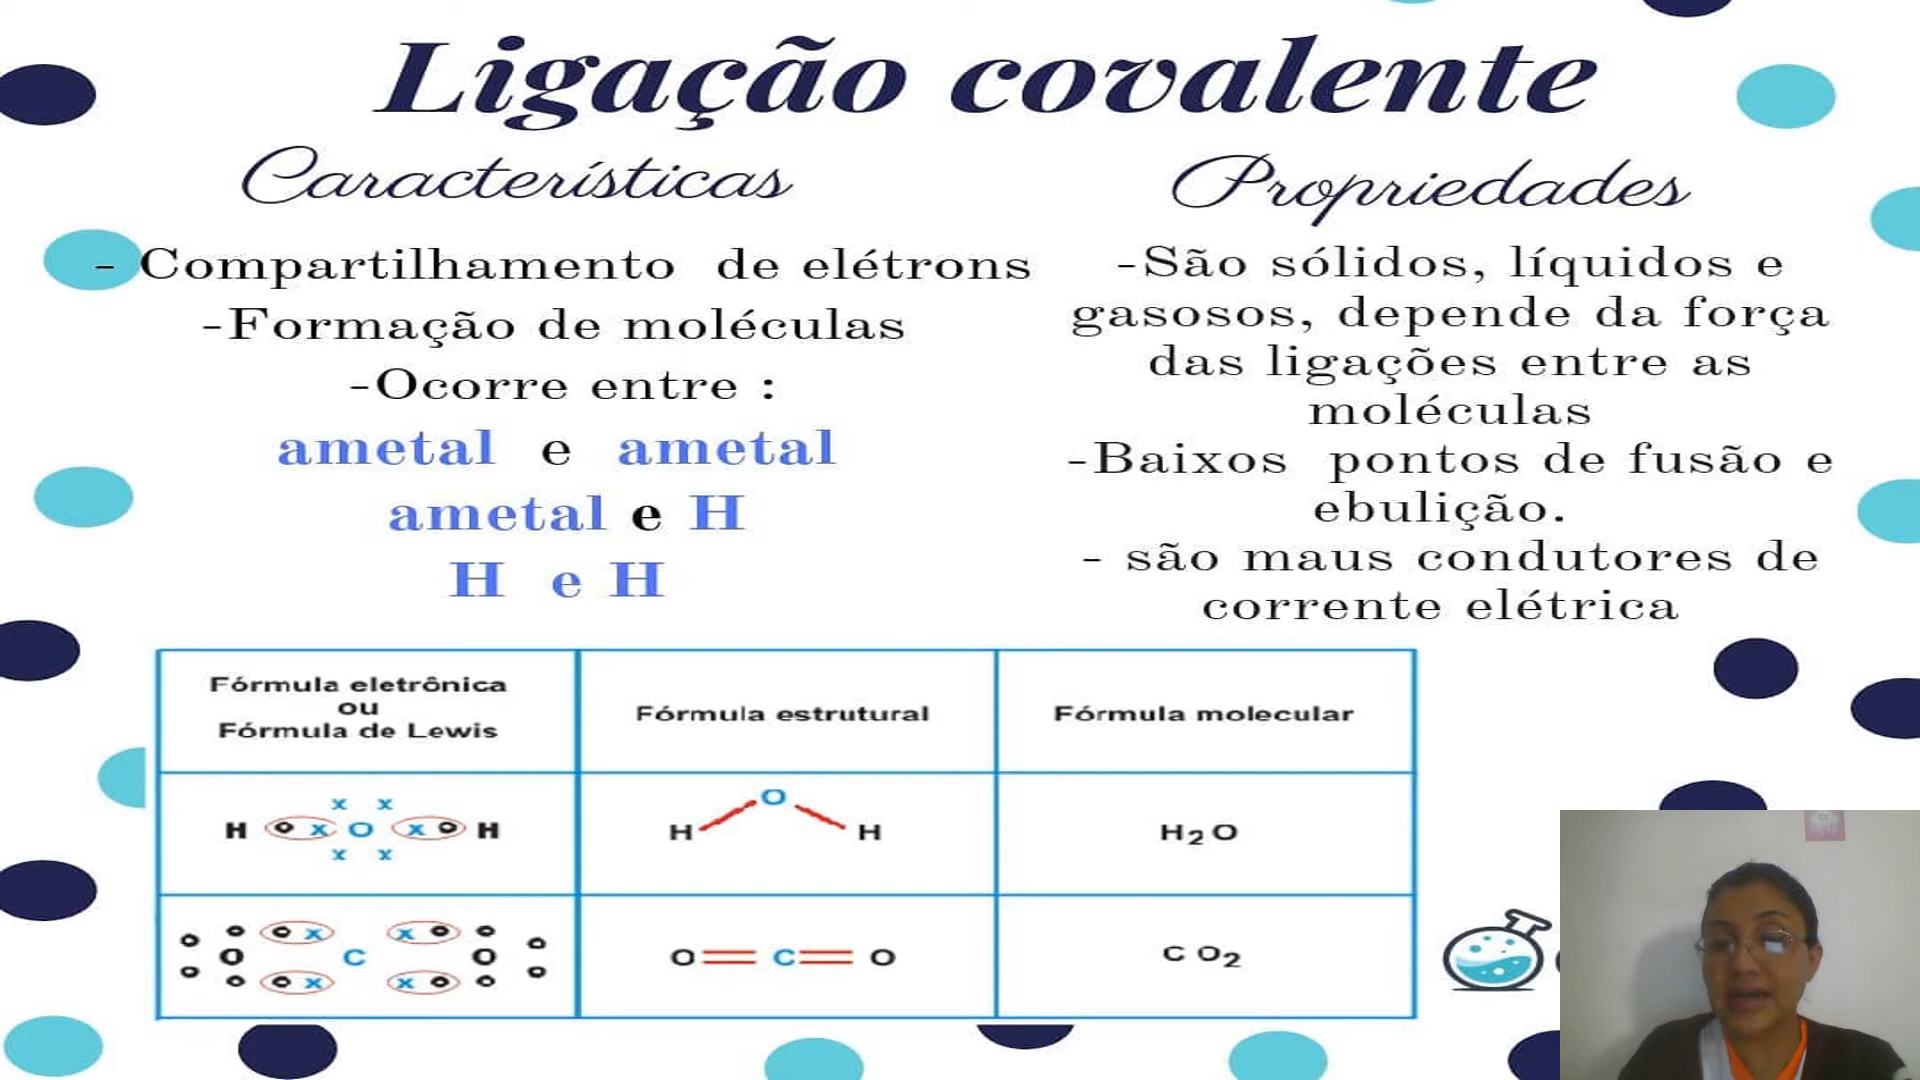 Ligação covalente
Características
- Compartilhamento de elétrons
-Formação de moléculas
-Ocorre entre :
ametal e ametal
ametal e H
H e H
Propriedades
-São sólidos, líquidos e
gasosos, depende da força
das ligações entre as
moléculas
-Baixos pontos de fusão e
ebulição.
- são maus condutores de
corrente elétrica
Fórmula eletrônica
ou
Fórmula de Lewis
Fórmula estrutural
Fórmula molecular
x x
H o x O x o H
x x
O
H H
H₂O
o o o x x o o o
O C O
o o o x x o o o
O = C = O
C O₂